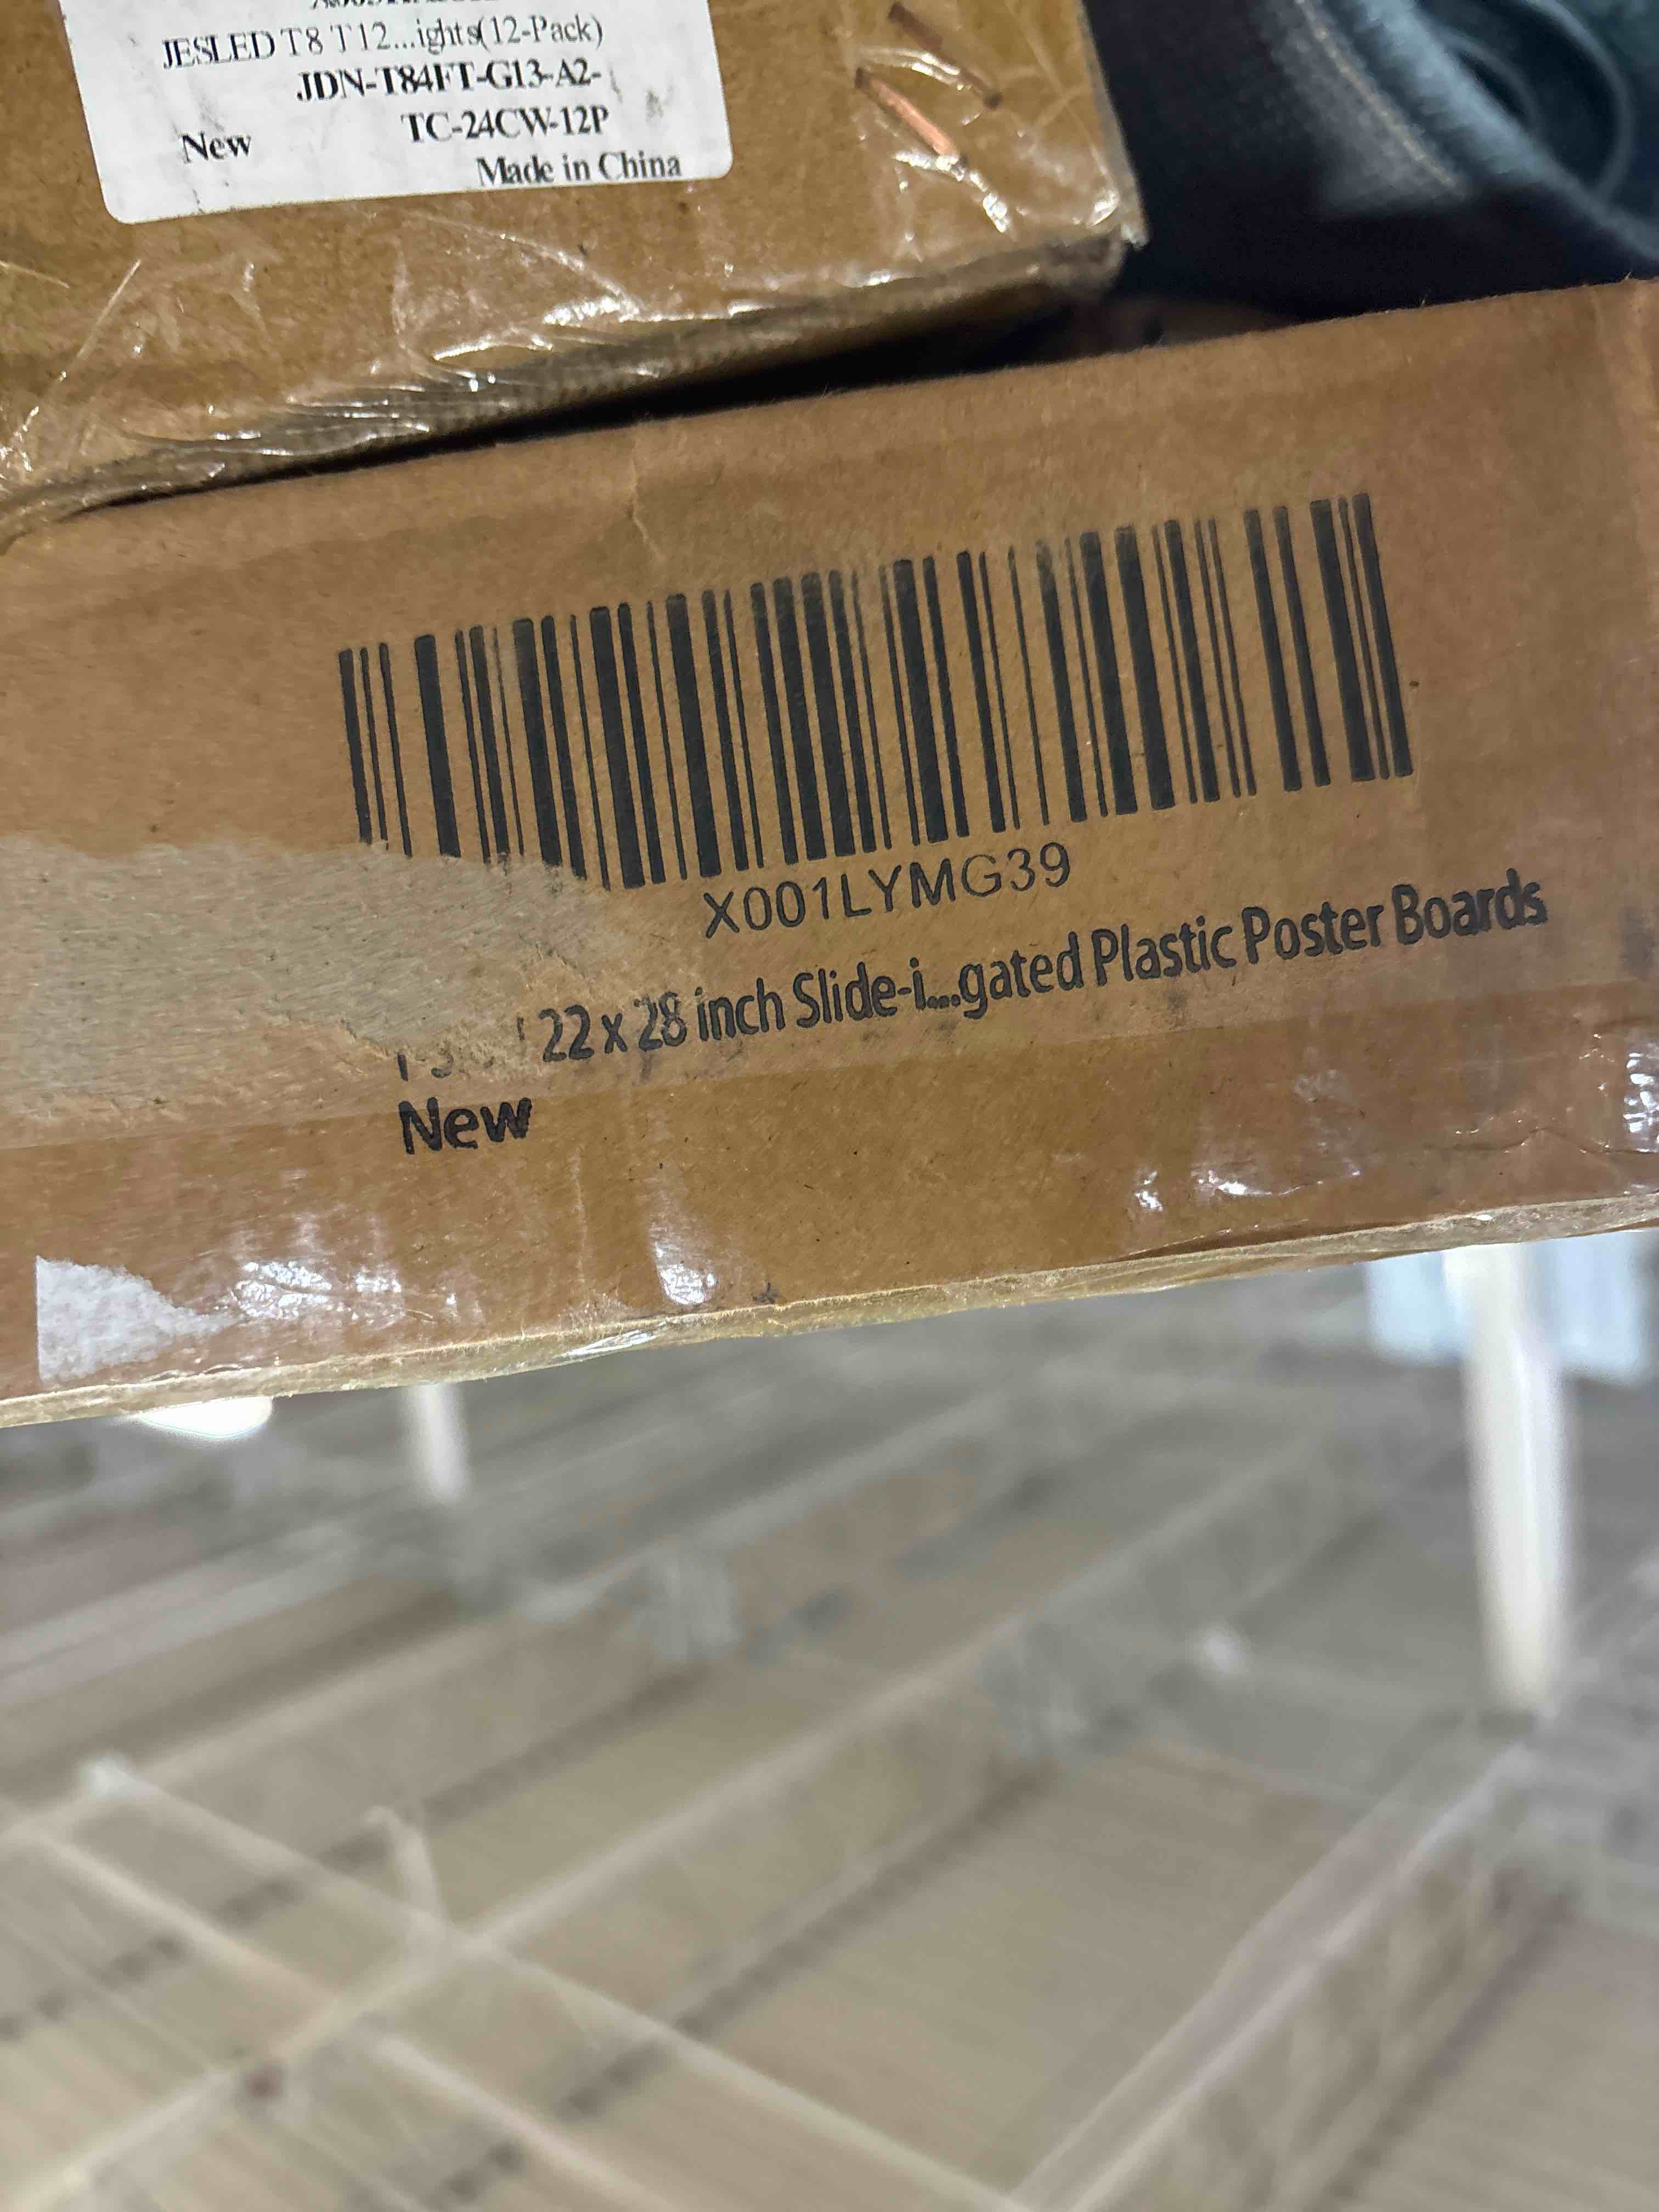 JESLED T8 T12...ights(12-Pack)
JDN-T84FT-G13-A2-
TC-24CW-12P
New
Made in China
X001LYMG39
22 x 28 inch Slide-i...gated Plastic Poster Boards
New